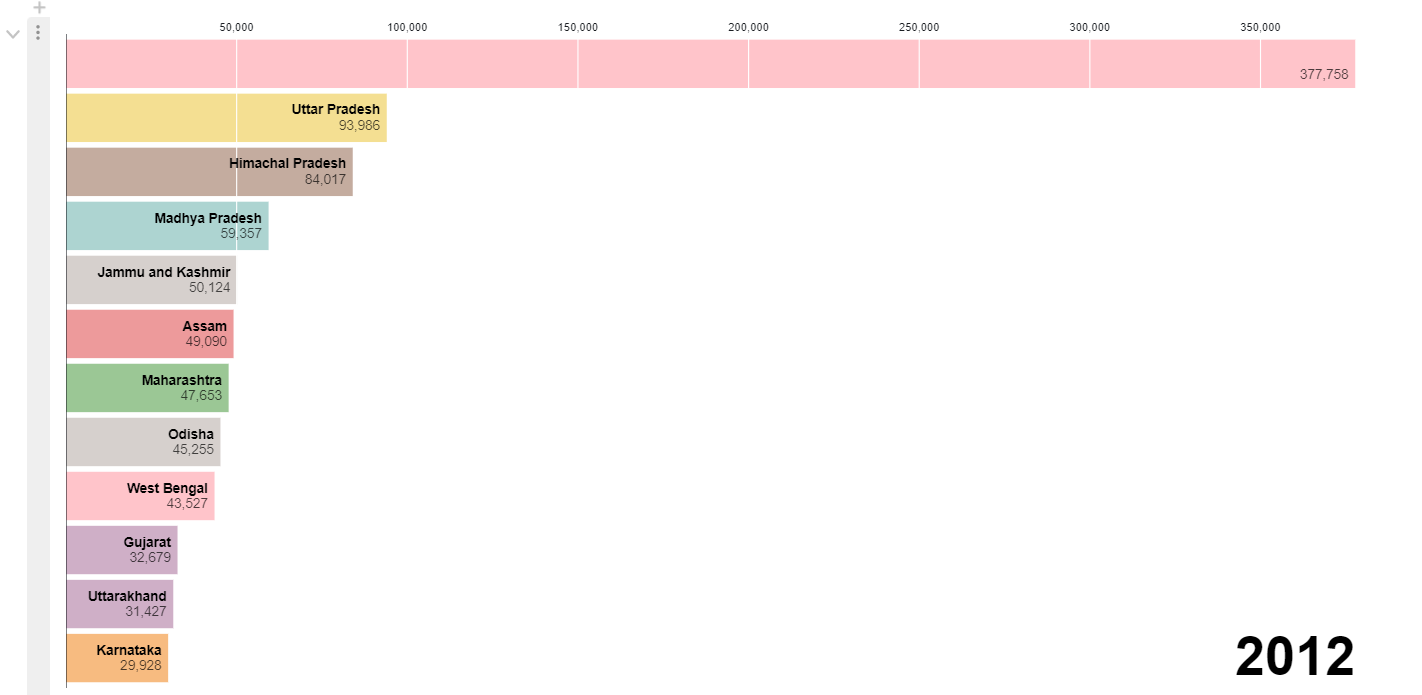 50,000 100,000 150,000 200,000 250,000 300,000 350,000
377,758
Uttar Pradesh
93,986
Himachal Pradesh
84,017
Madhya Pradesh
59,357
Jammu and Kashmir
50,124
Assam
49,090
Maharashtra
47,653
Odisha
45,255
West Bengal
43,527
Gujarat
32,679
Uttarakhand
31,427
Karnataka
29,928
2012